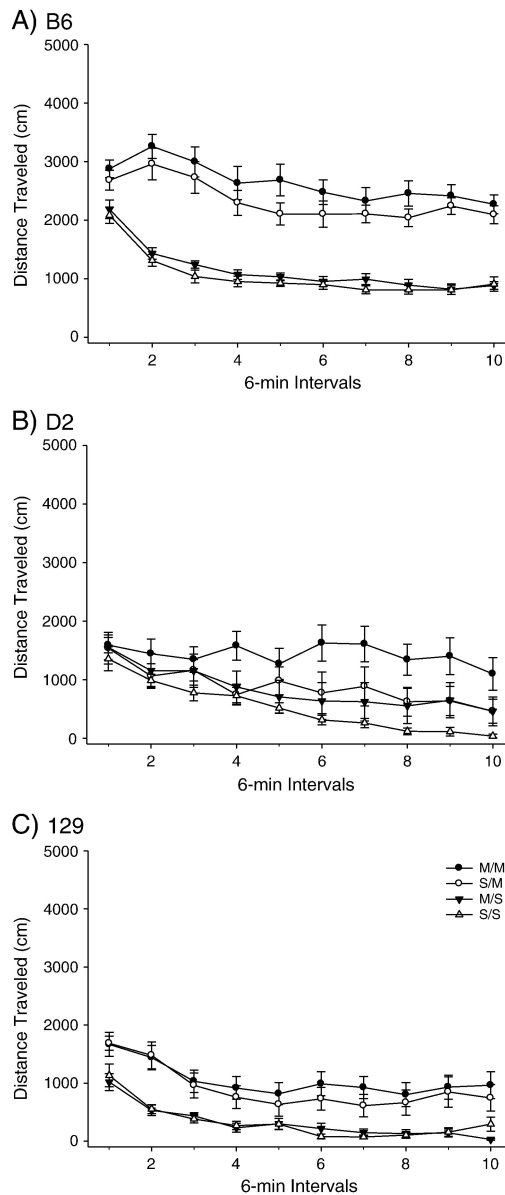 A) B6
5000
4000
3000
2000
1000
0
Distance Traveled (cm)
2 4 6 8 10
6-min Intervals
B) D2
5000
4000
3000
2000
1000
0
Distance Traveled (cm)
2 4 6 8 10
6-min Intervals
C) 129
5000
4000
3000
2000
1000
0
Distance Traveled (cm)
M/M
S/M
M/S
S/S
2 4 6 8 10
6-min Intervals